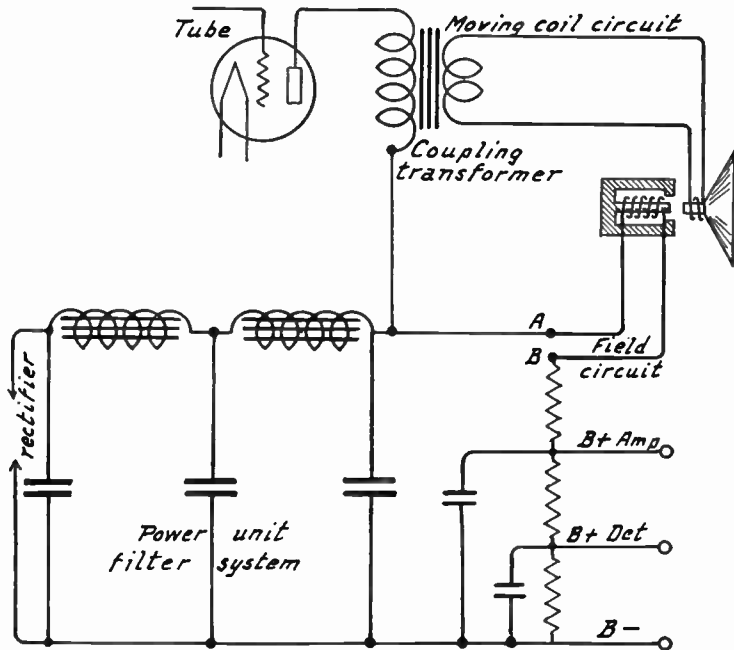 Tube
Moving coil circuit
Coupling
transformer
A
B
Field
circuit
rectifier
B+ Amp
Power unit
filter system
B+ Det
B-